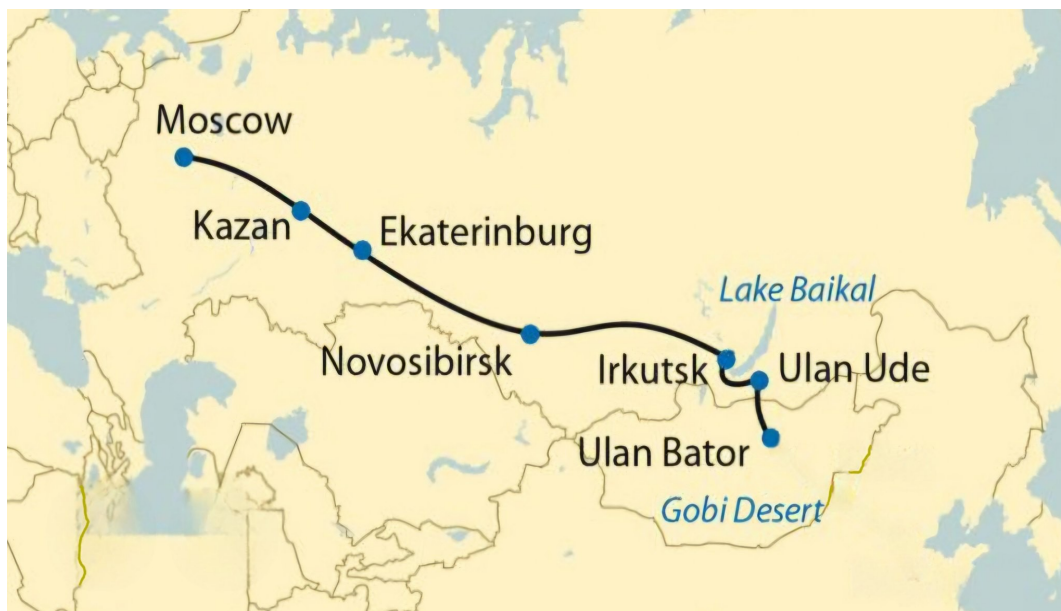 Moscow
Kazan
Ekaterinburg
Lake Baikal
Novosibirsk
Irkutsk
Ulan Ude
Ulan Bator
Gobi Desert